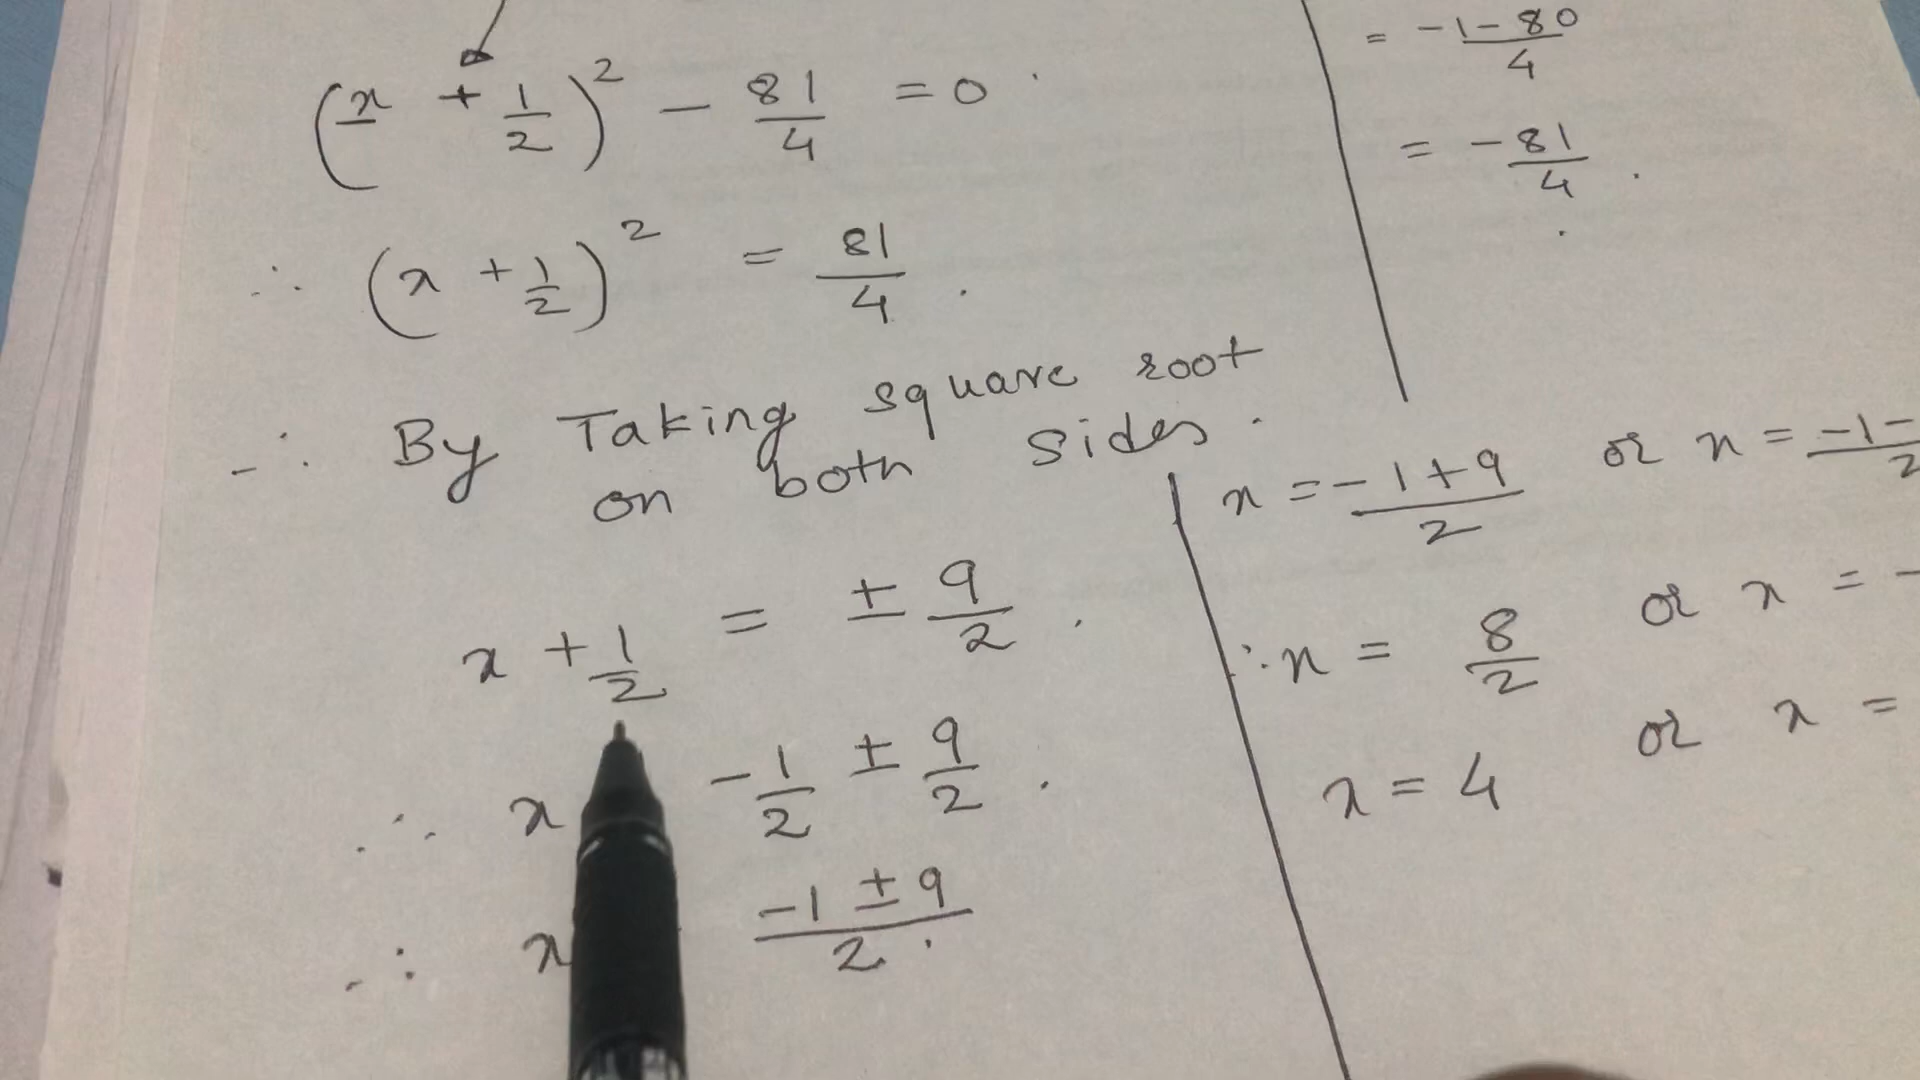 (x + 1/2)² - 81/4 = 0.
∴ (x + 1/2)² = 81/4.
∴ By Taking square root
on both sides.
x + 1/2 = ± 9/2.
∴ x -1/2 ± 9/2.
∴ x (-1 ± 9)/2.
= (-1-80)/4
= -81/4.
x = (-1+9)/2 or x = (-1-/2
∴ x = 8/2 or x = -
x = 4 or x =